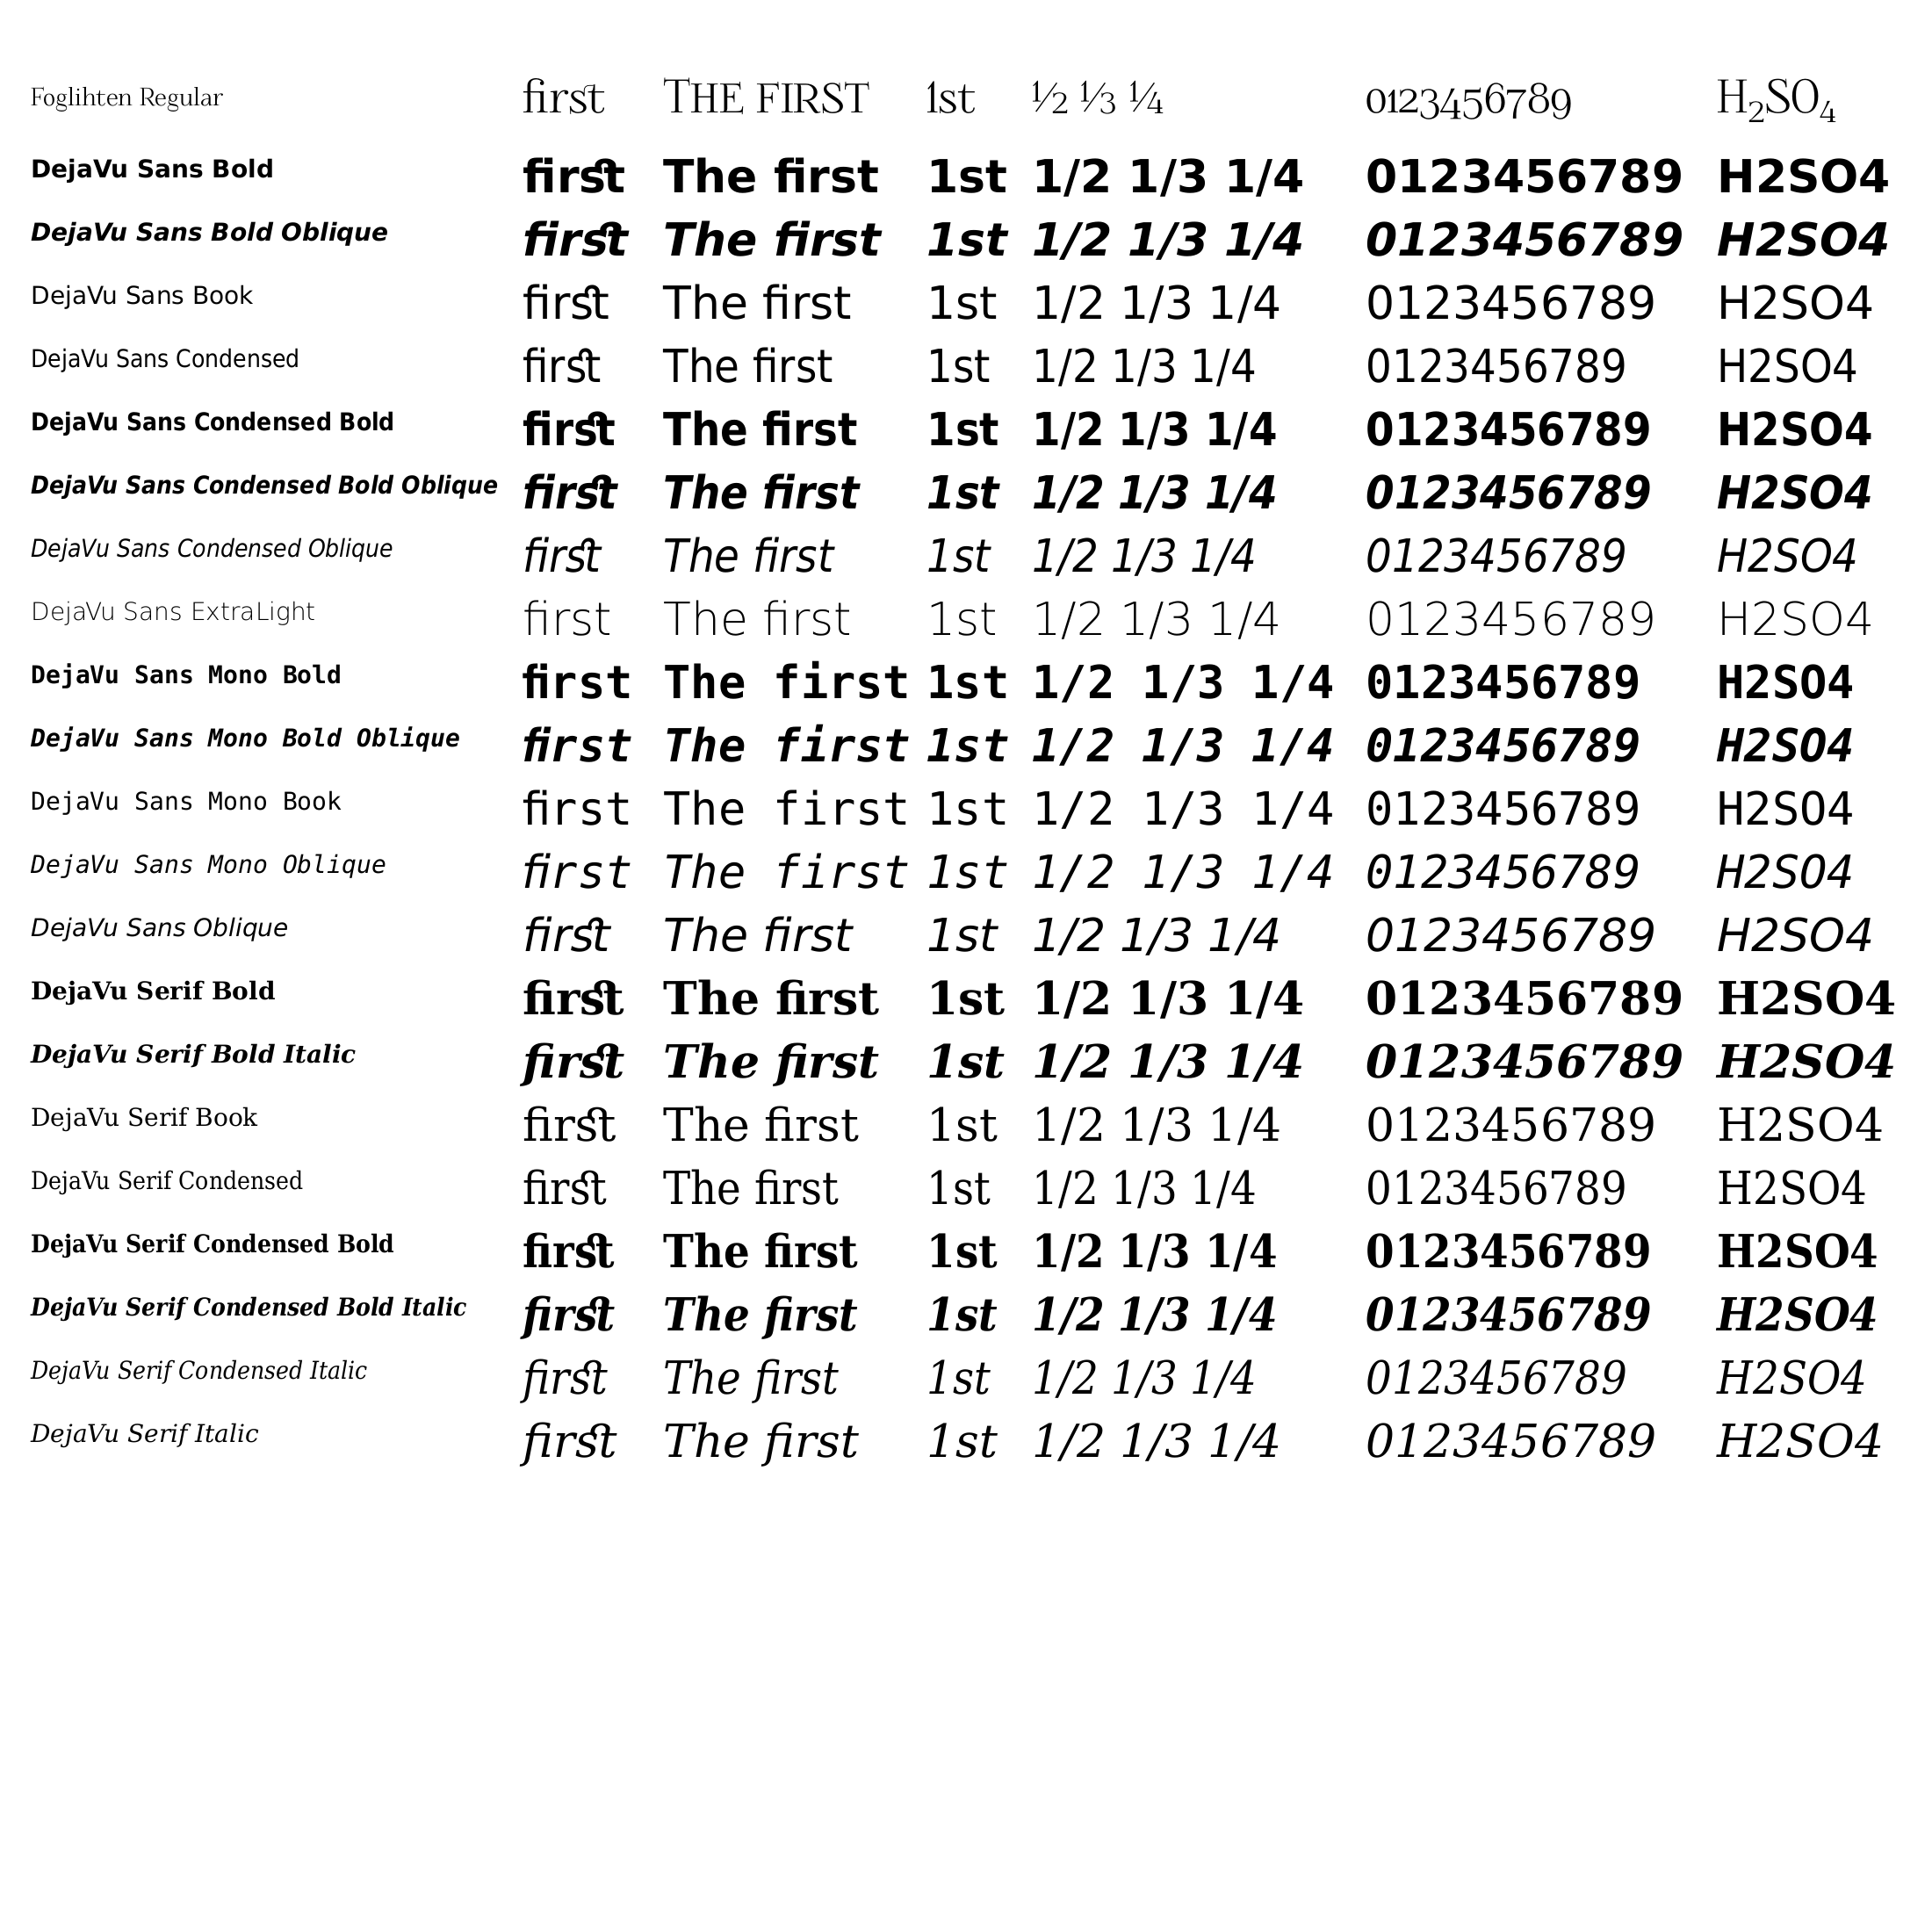 Foglihten Regular first THE FIRST 1st ½ ⅓ ¼ 0123456789 H₂SO₄
DejaVu Sans Bold first The first 1st 1/2 1/3 1/4 0123456789 H2SO4
DejaVu Sans Bold Oblique first The first 1st 1/2 1/3 1/4 0123456789 H2SO4
DejaVu Sans Book first The first 1st 1/2 1/3 1/4 0123456789 H2SO4
DejaVu Sans Condensed first The first 1st 1/2 1/3 1/4 0123456789 H2SO4
DejaVu Sans Condensed Bold first The first 1st 1/2 1/3 1/4 0123456789 H2SO4
DejaVu Sans Condensed Bold Oblique first The first 1st 1/2 1/3 1/4 0123456789 H2SO4
DejaVu Sans Condensed Oblique first The first 1st 1/2 1/3 1/4 0123456789 H2SO4
DejaVu Sans ExtraLight first The first 1st 1/2 1/3 1/4 0123456789 H2SO4
DejaVu Sans Mono Bold first The first 1st 1/2 1/3 1/4 0123456789 H2SO4
DejaVu Sans Mono Bold Oblique first The first 1st 1/2 1/3 1/4 0123456789 H2SO4
DejaVu Sans Mono Book first The first 1st 1/2 1/3 1/4 0123456789 H2SO4
DejaVu Sans Mono Oblique first The first 1st 1/2 1/3 1/4 0123456789 H2SO4
DejaVu Sans Oblique first The first 1st 1/2 1/3 1/4 0123456789 H2SO4
DejaVu Serif Bold first The first 1st 1/2 1/3 1/4 0123456789 H2SO4
DejaVu Serif Bold Italic first The first 1st 1/2 1/3 1/4 0123456789 H2SO4
DejaVu Serif Book first The first 1st 1/2 1/3 1/4 0123456789 H2SO4
DejaVu Serif Condensed first The first 1st 1/2 1/3 1/4 0123456789 H2SO4
DejaVu Serif Condensed Bold first The first 1st 1/2 1/3 1/4 0123456789 H2SO4
DejaVu Serif Condensed Bold Italic first The first 1st 1/2 1/3 1/4 0123456789 H2SO4
DejaVu Serif Condensed Italic first The first 1st 1/2 1/3 1/4 0123456789 H2SO4
DejaVu Serif Italic first The first 1st 1/2 1/3 1/4 0123456789 H2SO4